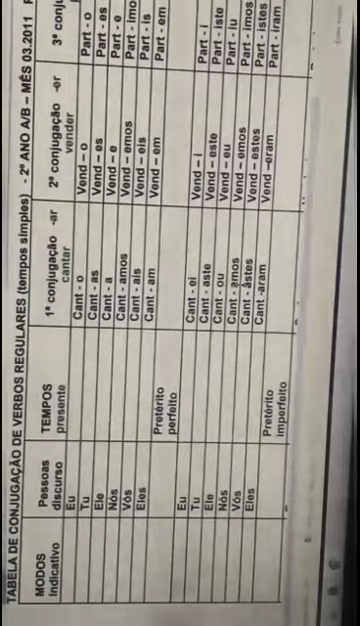 TABELA DE CONJUGAÇÃO DE VERBOS REGULARES (tempos simples) - 2º ANO A/B – MÊS 03.2011
MODOS Pessoas TEMPOS 1ª conjugação -ar 2ª conjugação -er 3ª conj
Indicativo discurso presente cantar vender
Eu Cant - o Vend – o Part - o
Tu Cant - as Vend – es Part - es
Ele Cant - a Vend – e Part - e
Nós Cant - amos Vend – emos Part - imo
Vós Cant - ais Vend – eis Part - is
Eles Cant - am Vend – em Part - em
Pretérito
perfeito
Eu Cant - ei Vend – i Part - i
Tu Cant - aste Vend – este Part - iste
Ele Cant - ou Vend – eu Part - iu
Nós Cant - amos Vend – emos Part - imos
Vós Cant - astes Vend – estes Part - istes
Eles Cant -aram Vend –eram Part - iram
Pretérito
imperfeito